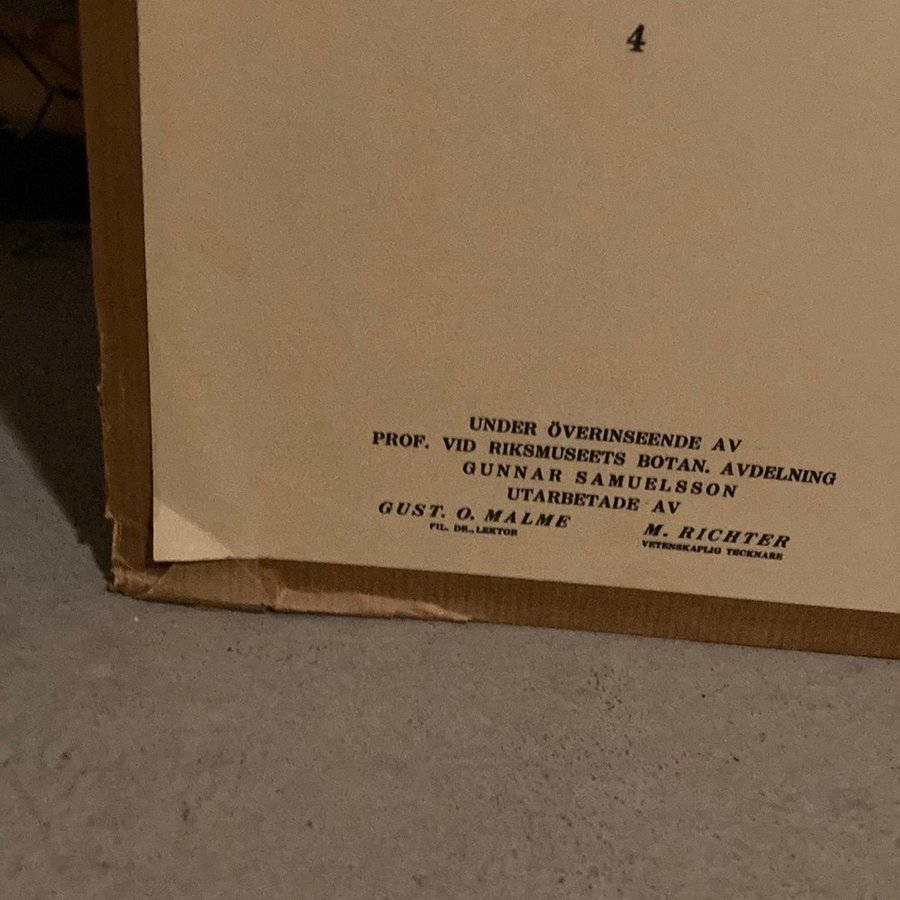 4
UNDER ÖVERINSEENDE AV
PROF. VID RIKSMUSEETS BOTAN. AVDELNING
GUNNAR SAMUELSSON
UTARBETADE AV
GUST. O. MALME M. RICHTER
FIL. DR., LEKTOR VETENSKAPLIG TECKNARE